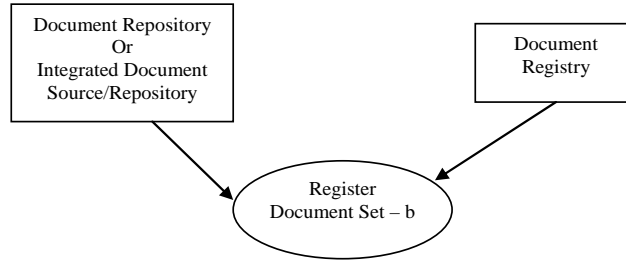 Document Repository
Or
Integrated Document
Source/Repository
Document
Registry
Register
Document Set – b